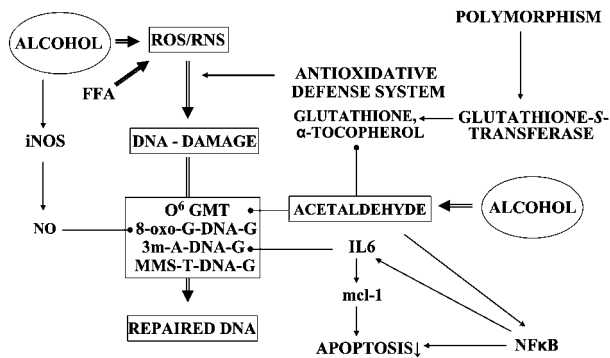 POLYMORPHISM
ALCOHOL
ROS/RNS
FFA
ANTIOXIDATIVE
DEFENSE SYSTEM
iNOS
DNA - DAMAGE
GLUTATHIONE,
α-TOCOPHEROL
GLUTATHIONE-S-
TRANSFERASE
NO
O⁶ GMT
8-oxo-G-DNA-G
3m-A-DNA-G
MMS-T-DNA-G
ACETALDEHYDE
ALCOHOL
IL6
mcl-1
REPAIRED DNA
APOPTOSIS↓
NFκB